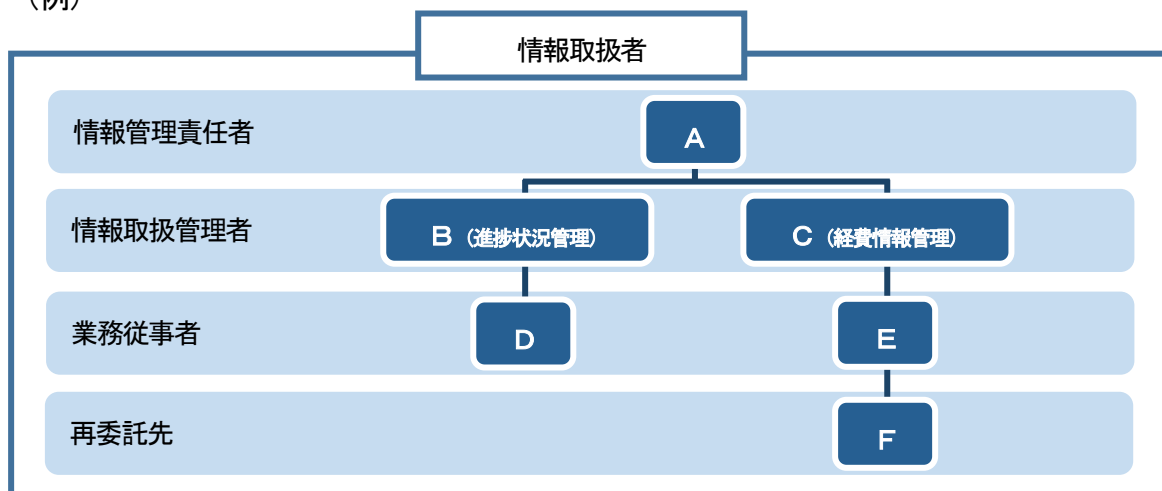 （例）
情報取扱者
情報管理責任者
A
情報取扱管理者
B（進捗状況管理）
C（経費情報管理）
業務従事者
D
E
再委託先
F